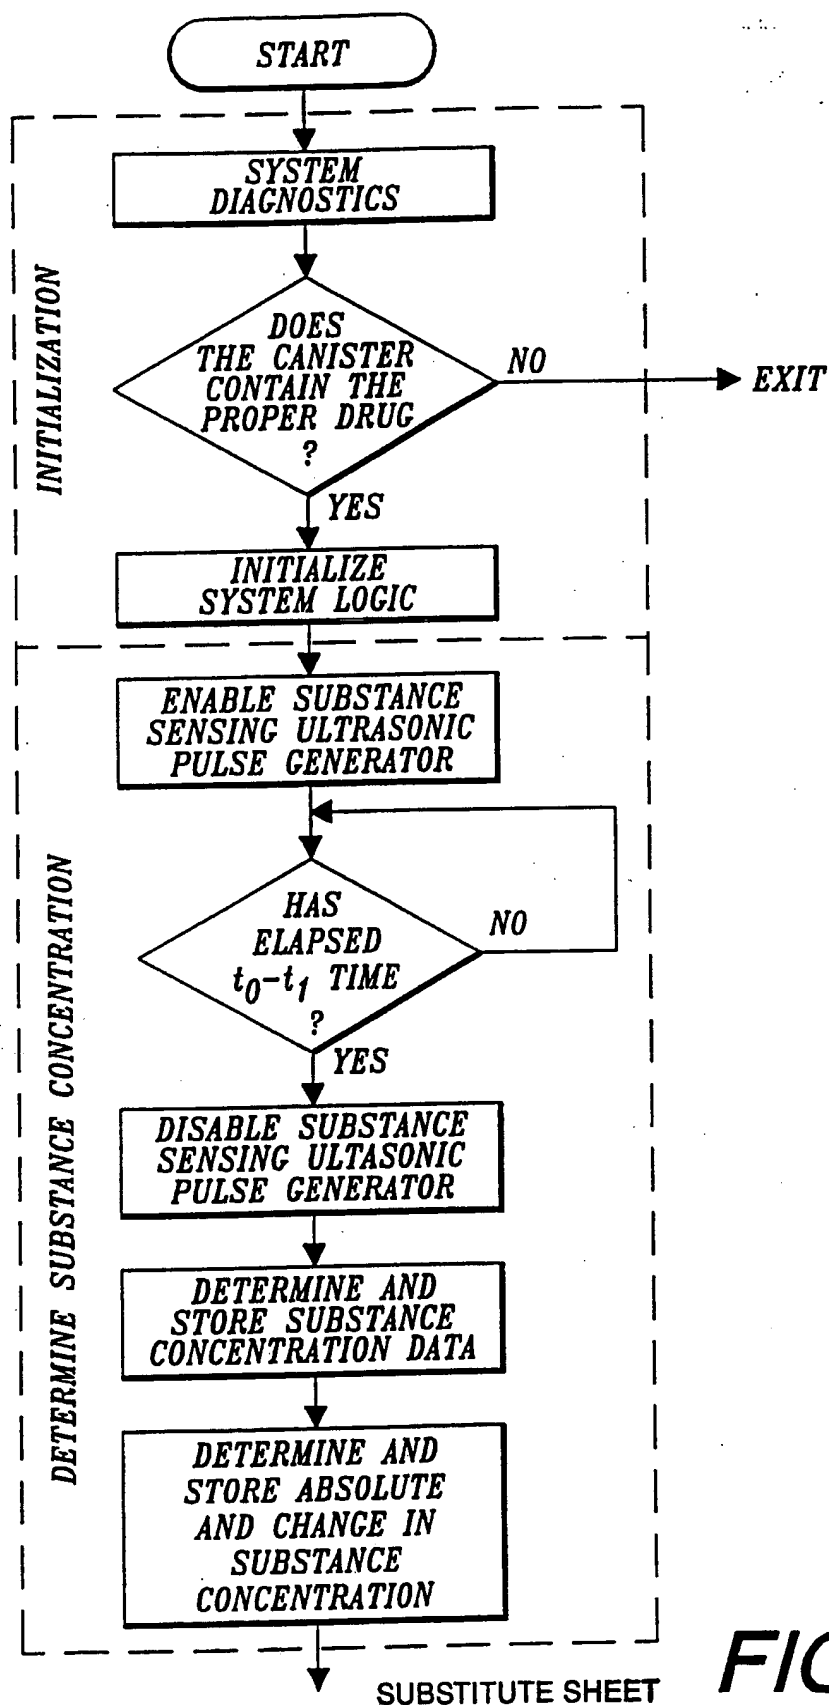 START
SYSTEM
DIAGNOSTICS
INITIALIZATION
DOES
THE CANISTER
CONTAIN THE
PROPER DRUG
?
NO
EXIT
YES
INITIALIZE
SYSTEM LOGIC
DETERMINE SUBSTANCE CONCENTRATION
ENABLE SUBSTANCE
SENSING ULTRASONIC
PULSE GENERATOR
HAS
ELAPSED
t0-t1 TIME
?
NO
YES
DISABLE SUBSTANCE
SENSING ULTASONIC
PULSE GENERATOR
DETERMINE AND
STORE SUBSTANCE
CONCENTRATION DATA
DETERMINE AND
STORE ABSOLUTE
AND CHANGE IN
SUBSTANCE
CONCENTRATION
SUBSTITUTE SHEET